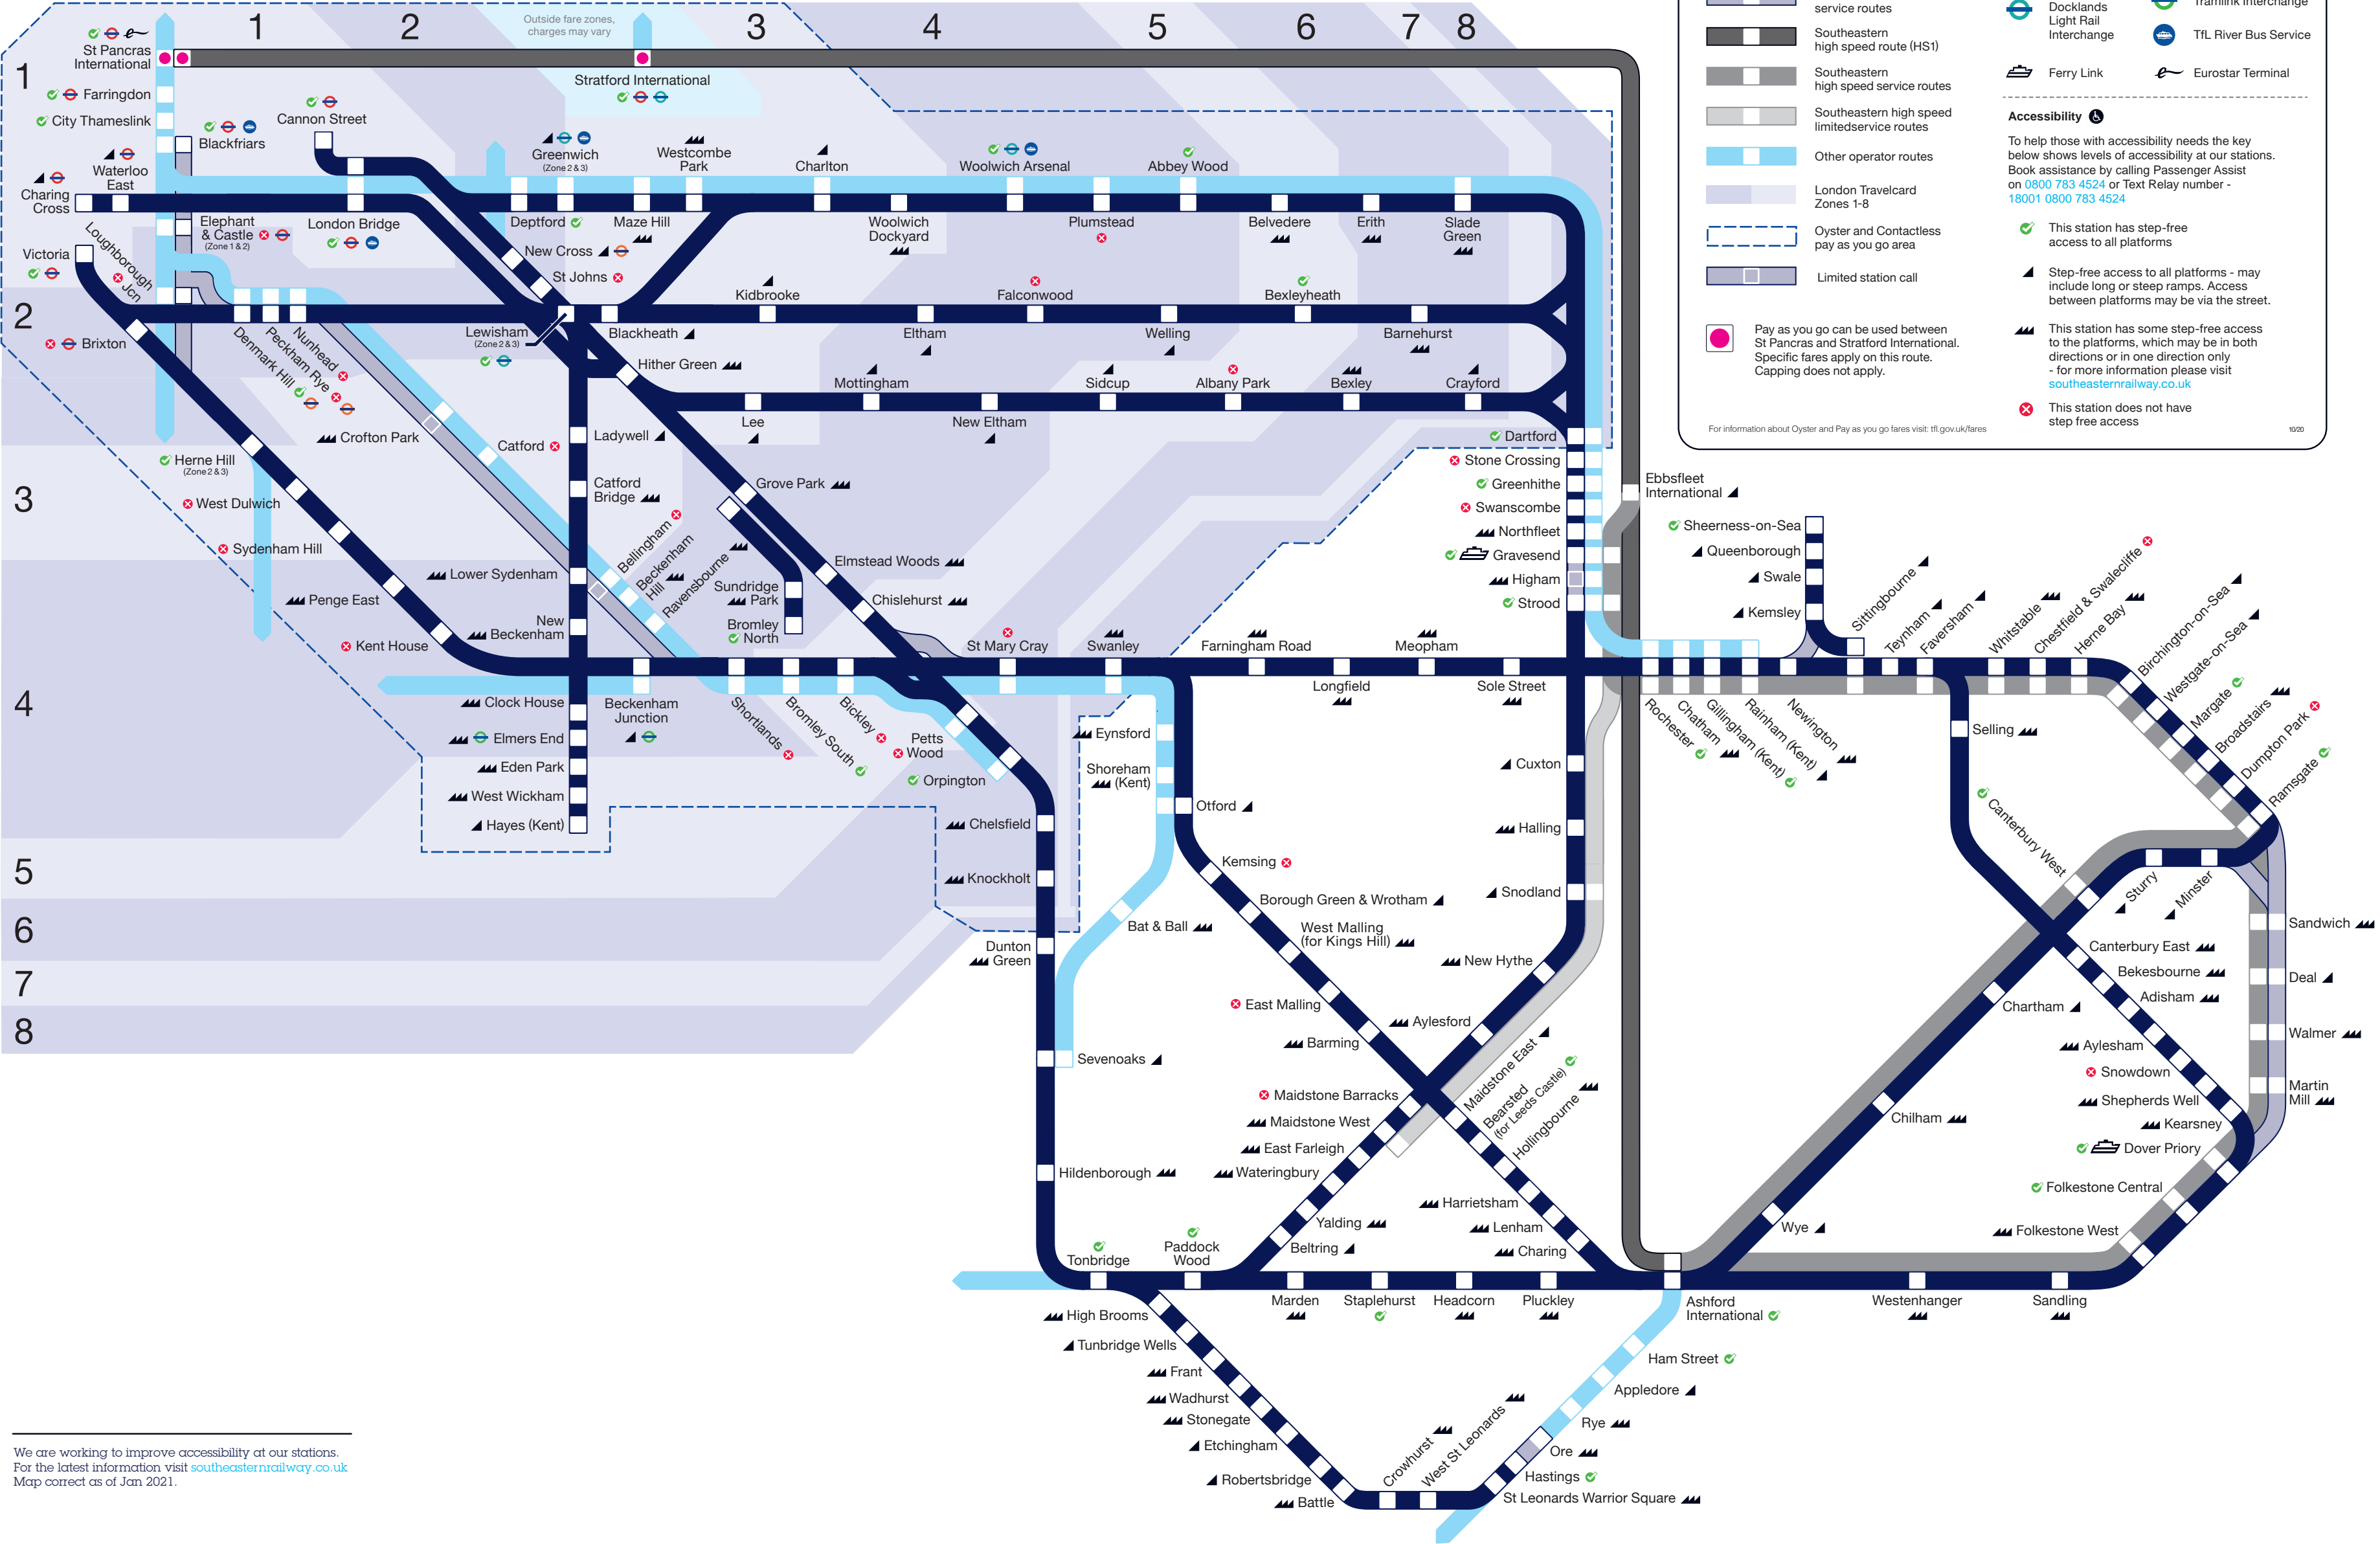 Outside fare zones,
charges may vary
1
2
3
4
5
6
7
8
1
2
3
4
5
6
7
8
St Pancras
International
Farringdon
City Thameslink
Blackfriars
Cannon Street
Waterloo
East
Charing
Cross
Victoria
Loughborough
Jcn
Elephant
& Castle
(Zone 1 & 2)
London Bridge
Brixton
Denmark Hill
Peckham Rye
Nunhead
Stratford International
Greenwich
(Zone 2 & 3)
Westcombe
Park
Charlton
Woolwich Arsenal
Abbey Wood
Deptford
Maze Hill
Woolwich
Dockyard
Plumstead
Belvedere
Erith
Slade
Green
New Cross
St Johns
Lewisham
(Zone 2 & 3)
Blackheath
Kidbrooke
Eltham
Falconwood
Welling
Bexleyheath
Barnehurst
Hither Green
Lee
Mottingham
New Eltham
Sidcup
Albany Park
Bexley
Crayford
Dartford
Stone Crossing
Greenhithe
Swanscombe
Northfleet
Gravesend
Higham
Strood
Crofton Park
Catford
Ladywell
Catford
Bridge
Herne Hill
(Zone 2 & 3)
West Dulwich
Sydenham Hill
Penge East
Kent House
Lower Sydenham
New
Beckenham
Bellingham
Beckenham
Hill
Ravensbourne
Grove Park
Sundridge
Park
Bromley
North
Elmstead Woods
Chislehurst
Clock House
Elmers End
Eden Park
West Wickham
Hayes (Kent)
Beckenham
Junction
Shortlands
Bromley South
Bickley
Petts
Wood
Orpington
St Mary Cray
Swanley
Farningham Road
Longfield
Meopham
Sole Street
Chelsfield
Knockholt
Dunton
Green
Sevenoaks
Hildenborough
Eynsford
Shoreham
(Kent)
Otford
Bat & Ball
Kemsing
Borough Green & Wrotham
West Malling
(for Kings Hill)
East Malling
Barming
Maidstone East
Bearsted
(for Leeds Castle)
Hollingbourne
Harrietsham
Lenham
Charing
Cuxton
Halling
Snodland
New Hythe
Aylesford
Maidstone Barracks
Maidstone West
East Farleigh
Wateringbury
Yalding
Beltring
Tonbridge
Paddock
Wood
Marden
Staplehurst
Headcorn
Pluckley
Ashford
International
Westenhanger
Sandling
High Brooms
Tunbridge Wells
Frant
Wadhurst
Stonegate
Etchingham
Robertsbridge
Battle
Crowhurst
West St Leonards
St Leonards Warrior Square
Hastings
Ore
Rye
Appledore
Ham Street
Ebbsfleet
International
Sheerness-on-Sea
Queenborough
Swale
Kemsley
Sittingbourne
Teynham
Faversham
Whitstable
Chestfield & Swalecliffe
Herne Bay
Birchington-on-Sea
Westgate-on-Sea
Margate
Broadstairs
Dumpton Park
Ramsgate
Rochester
Chatham
Gillingham (Kent)
Rainham (Kent)
Newington
Selling
Canterbury West
Sturry
Minster
Sandwich
Deal
Walmer
Martin
Mill
Canterbury East
Bekesbourne
Adisham
Aylesham
Snowdown
Shepherds Well
Kearsney
Dover Priory
Folkestone Central
Folkestone West
Chartham
Chilham
Wye
service routes
Southeastern
high speed route (HS1)
Southeastern
high speed service routes
Southeastern high speed
limitedservice routes
Other operator routes
London Travelcard
Zones 1-8
Oyster and Contactless
pay as you go area
Limited station call
Pay as you go can be used between
St Pancras and Stratford International.
Specific fares apply on this route.
Capping does not apply.
For information about Oyster and Pay as you go fares visit: tfl.gov.uk/fares
Docklands
Light Rail
Interchange
Tramlink Interchange
TfL River Bus Service
Ferry Link
Eurostar Terminal
Accessibility
To help those with accessibility needs the key
below shows levels of accessibility at our stations.
Book assistance by calling Passenger Assist
on 0800 783 4524 or Text Relay number -
18001 0800 783 4524
This station has step-free
access to all platforms
Step-free access to all platforms - may
include long or steep ramps. Access
between platforms may be via the street.
This station has some step-free access
to the platforms, which may be in both
directions or in one direction only
- for more information please visit
southeasternrailway.co.uk
This station does not have
step free access
10/20
We are working to improve accessibility at our stations.
For the latest information visit southeasternrailway.co.uk
Map correct as of Jan 2021.